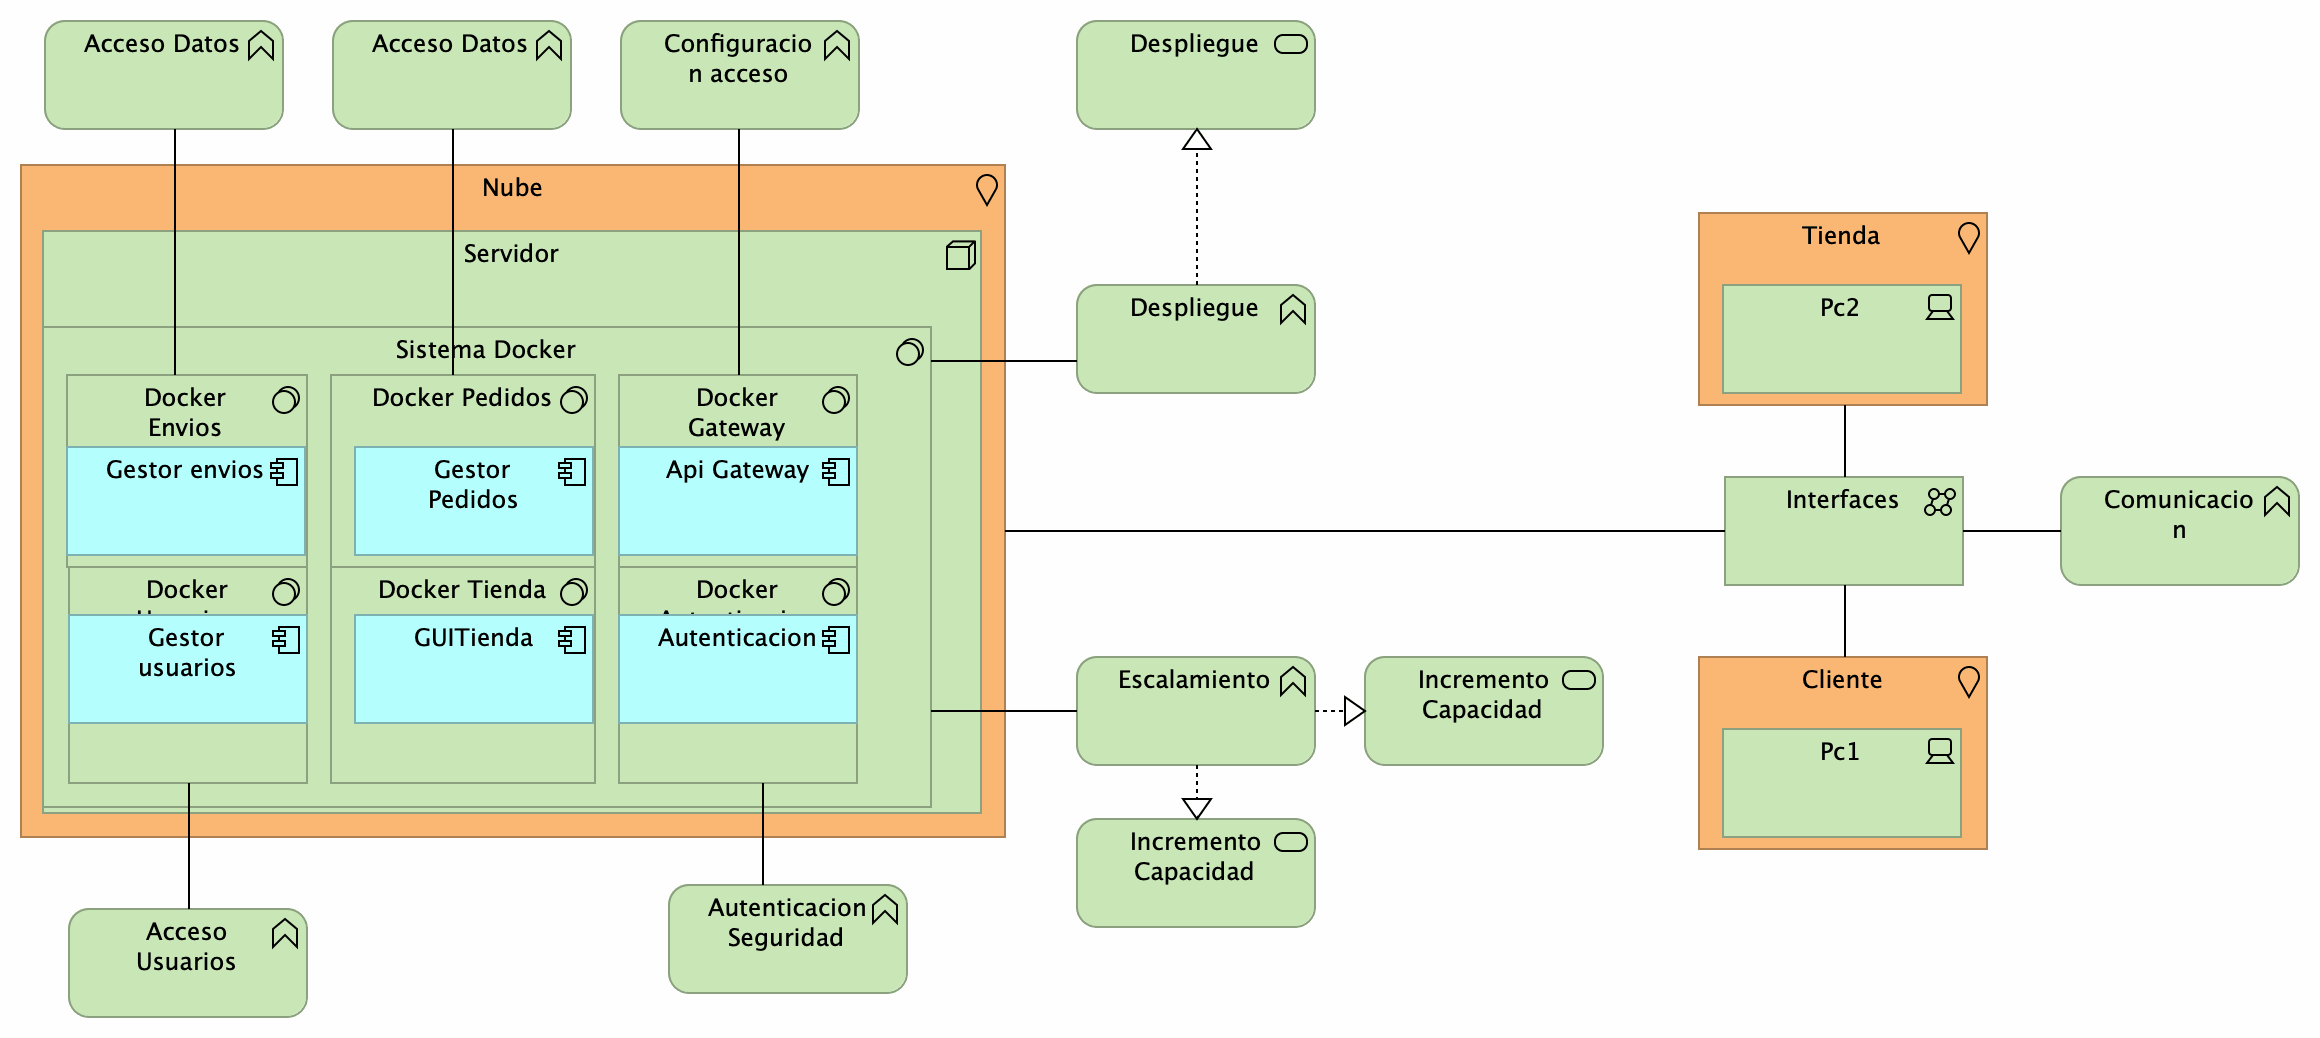 Acceso Datos
Acceso Datos
Configuracio
n acceso
Despliegue
Nube
Servidor
Sistema Docker
Docker
Envios
Docker Pedidos
Docker
Gateway
Gestor envios
Gestor
Pedidos
Api Gateway
Docker
Docker Tienda
Docker
Gestor
usuarios
GUITienda
Autenticacion
Acceso
Usuarios
Autenticacion
Seguridad
Despliegue
Escalamiento
Incremento
Capacidad
Incremento
Capacidad
Tienda
Pc2
Interfaces
Comunicacio
n
Cliente
Pc1